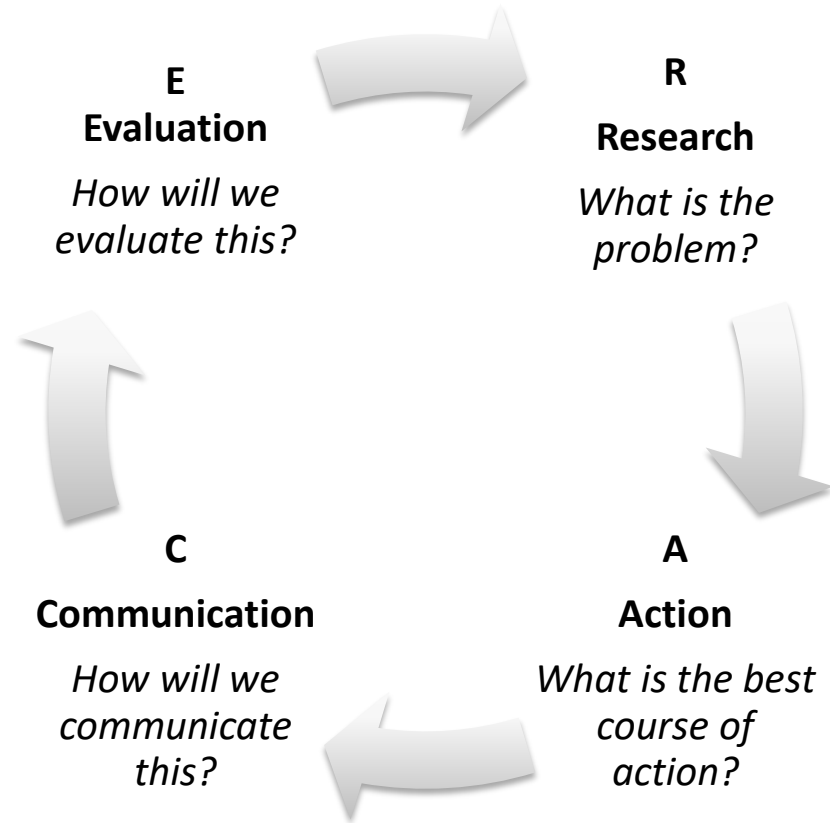 E
Evaluation
How will we
evaluate this?
R
Research
What is the
problem?
A
Action
What is the best
course of
action?
C
Communication
How will we
communicate
this?